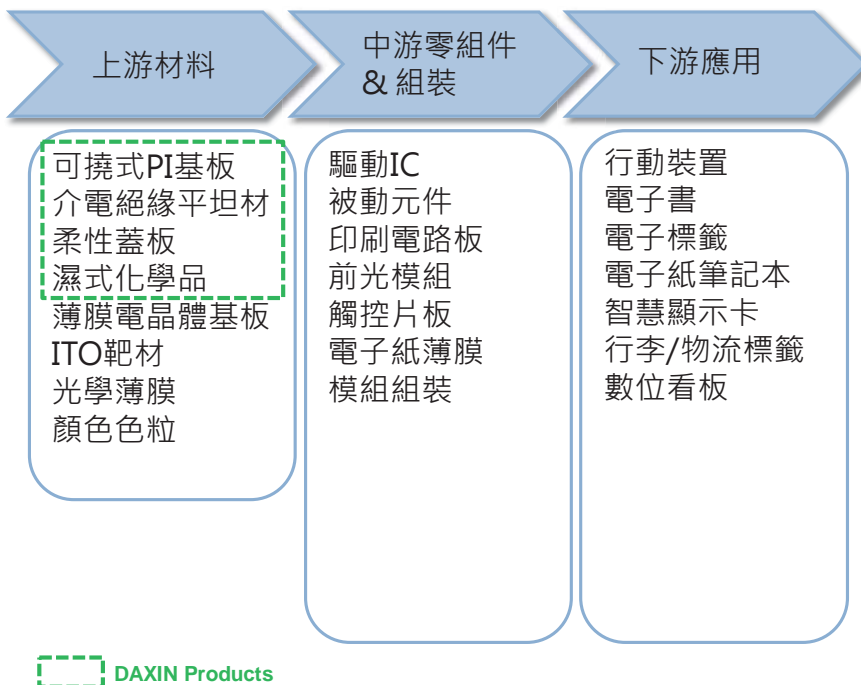 上游材料
中游零組件
& 組裝
下游應用
可撓式PI基板
介電絕緣平坦材
柔性蓋板
濕式化學品
薄膜電晶體基板
ITO靶材
光學薄膜
顏色色粒
驅動IC
被動元件
印刷電路板
前光模組
觸控片板
電子紙薄膜
模組組裝
行動裝置
電子書
電子標籤
電子紙筆記本
智慧顯示卡
行李/物流標籤
數位看板
DAXIN Products